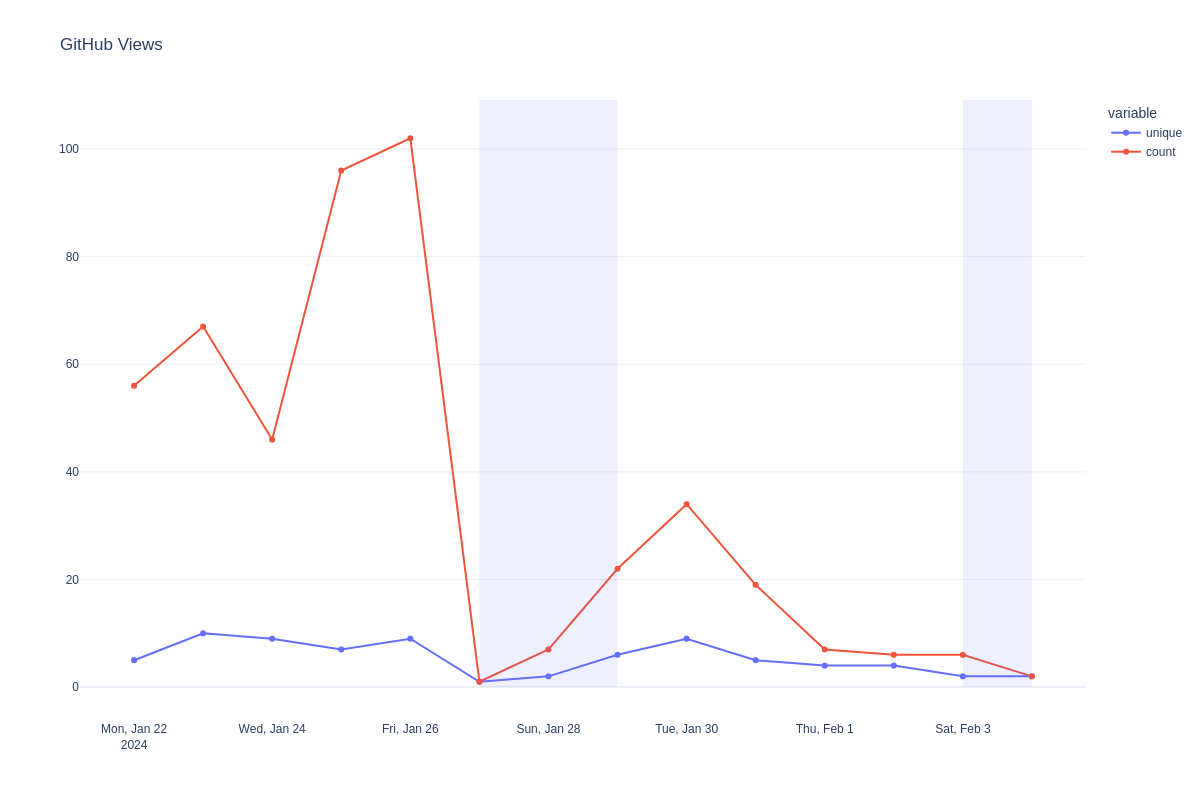 GitHub Views
variable
unique
count
100
80
60
40
20
0
Mon, Jan 22
2024
Wed, Jan 24
Fri, Jan 26
Sun, Jan 28
Tue, Jan 30
Thu, Feb 1
Sat, Feb 3